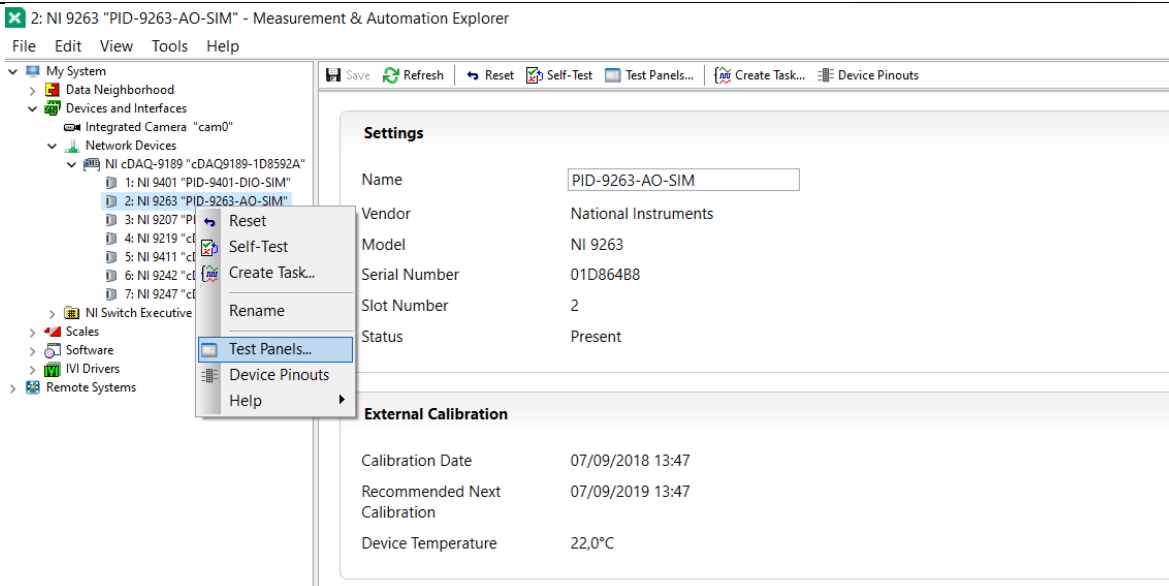 2: NI 9263 "PID-9263-AO-SIM" - Measurement & Automation Explorer
File Edit View Tools Help
My System
Data Neighborhood
Devices and Interfaces
Integrated Camera "cam0"
Network Devices
NI cDAQ-9189 "cDAQ9189-1D8592A"
1: NI 9401 "PID-9401-DIO-SIM"
2: NI 9263 "PID-9263-AO-SIM"
3: NI 9207 "PI
4: NI 9219 "cD
5: NI 9411 "cD
6: NI 9242 "cD
7: NI 9247 "cD
NI Switch Executive
Scales
Software
IVI Drivers
Remote Systems
Reset
Self-Test
Create Task...
Rename
Test Panels...
Device Pinouts
Help
Save Refresh Reset Self-Test Test Panels... Create Task... Device Pinouts
Settings
Name PID-9263-AO-SIM
Vendor National Instruments
Model NI 9263
Serial Number 01D864B8
Slot Number 2
Status Present
External Calibration
Calibration Date 07/09/2018 13:47
Recommended Next 07/09/2019 13:47
Calibration
Device Temperature 22,0°C